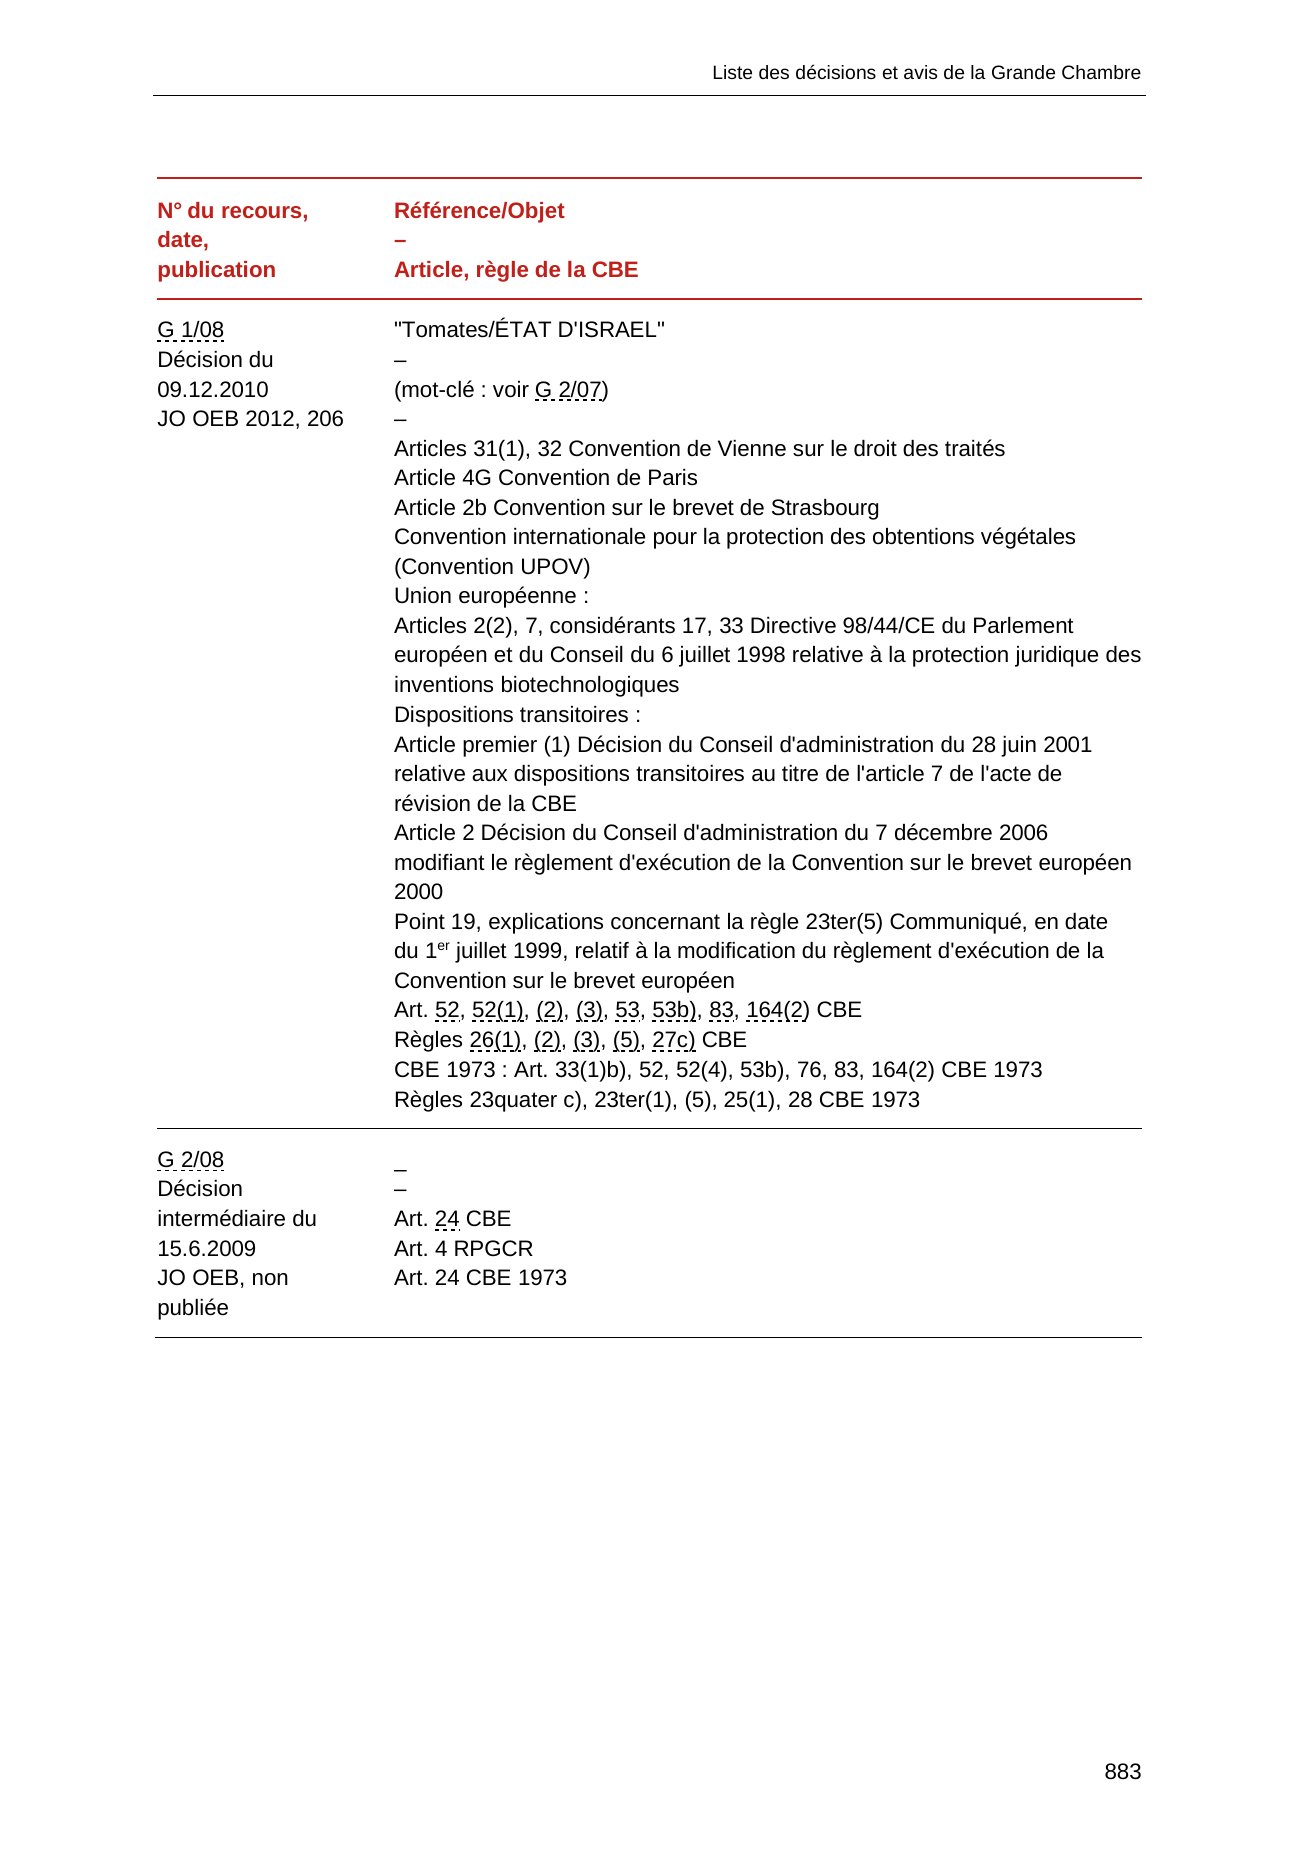 Liste des décisions et avis de la Grande Chambre
N° du recours,
date,
publication
Référence/Objet
–
Article, règle de la CBE
G 1/08
Décision du
09.12.2010
JO OEB 2012, 206
"Tomates/ÉTAT D'ISRAEL"
–
(mot-clé : voir G 2/07)
–
Articles 31(1), 32 Convention de Vienne sur le droit des traités
Article 4G Convention de Paris
Article 2b Convention sur le brevet de Strasbourg
Convention internationale pour la protection des obtentions végétales
(Convention UPOV)
Union européenne :
Articles 2(2), 7, considérants 17, 33 Directive 98/44/CE du Parlement
européen et du Conseil du 6 juillet 1998 relative à la protection juridique des
inventions biotechnologiques
Dispositions transitoires :
Article premier (1) Décision du Conseil d'administration du 28 juin 2001
relative aux dispositions transitoires au titre de l'article 7 de l'acte de
révision de la CBE
Article 2 Décision du Conseil d'administration du 7 décembre 2006
modifiant le règlement d'exécution de la Convention sur le brevet européen
2000
Point 19, explications concernant la règle 23ter(5) Communiqué, en date
du 1er juillet 1999, relatif à la modification du règlement d'exécution de la
Convention sur le brevet européen
Art. 52, 52(1), (2), (3), 53, 53b), 83, 164(2) CBE
Règles 26(1), (2), (3), (5), 27c) CBE
CBE 1973 : Art. 33(1)b), 52, 52(4), 53b), 76, 83, 164(2) CBE 1973
Règles 23quater c), 23ter(1), (5), 25(1), 28 CBE 1973
G 2/08
Décision
intermédiaire du
15.6.2009
JO OEB, non
publiée
_
–
Art. 24 CBE
Art. 4 RPGCR
Art. 24 CBE 1973
883